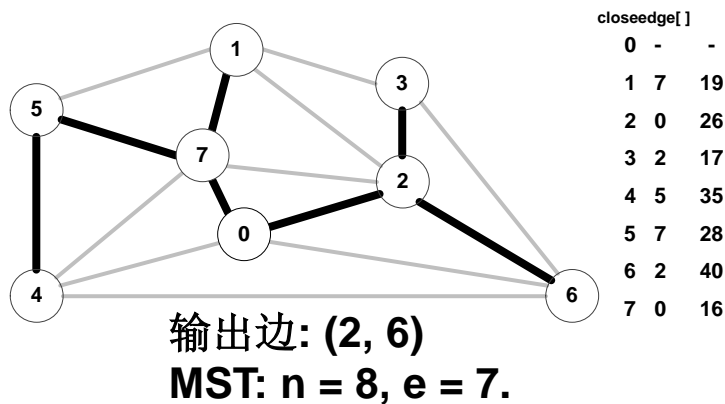 closeedge[ ]
0 - -
1 7 19
2 0 26
3 2 17
4 5 35
5 7 28
6 2 40
7 0 16
1
3
5
7
2
0
4
6
输出边: (2, 6)
MST: n = 8, e = 7.